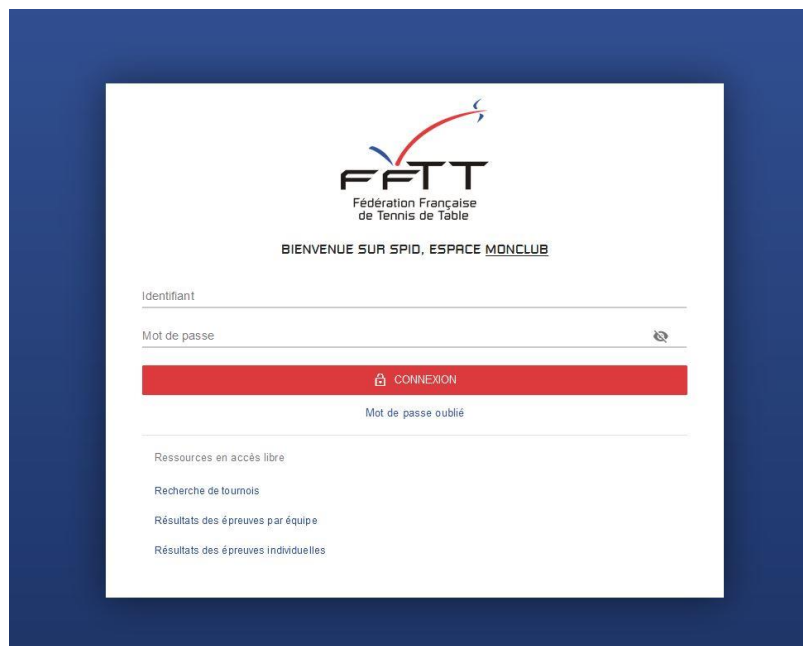 FFTT
Fédération Française
de Tennis de Table
BIENVENUE SUR SPID, ESPACE MONCLUB
Identifiant
Mot de passe
CONNEXION
Mot de passe oublié
Ressources en accès libre
Recherche de tournois
Résultats des épreuves par équipe
Résultats des épreuves individuelles